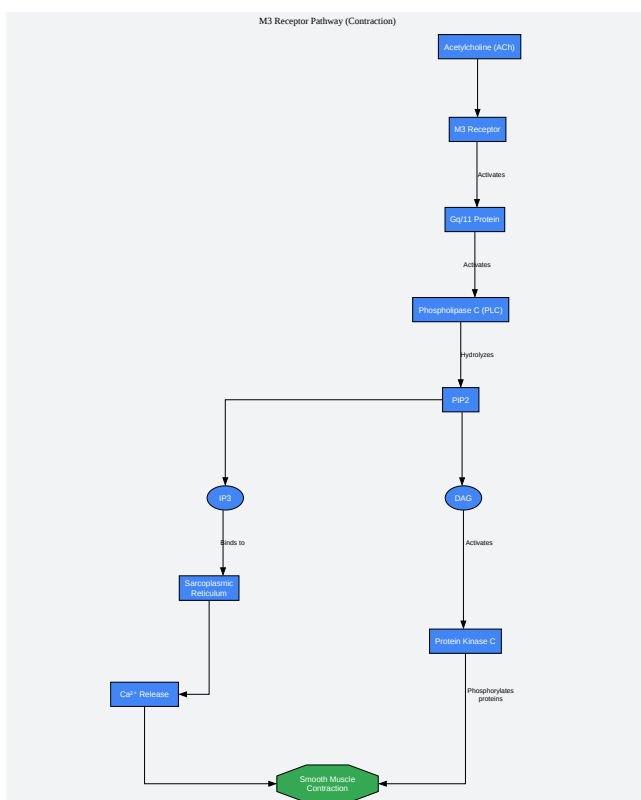 M3 Receptor Pathway (Contraction)
Acetylcholine (ACh)
M3 Receptor
Activates
Gq/11 Protein
Activates
Phospholipase C (PLC)
Hydrolyzes
PIP2
IP3
DAG
Binds to
Activates
Sarcoplasmic
Reticulum
Protein Kinase C
Ca²⁺ Release
Phosphorylates
proteins
Smooth Muscle
Contraction